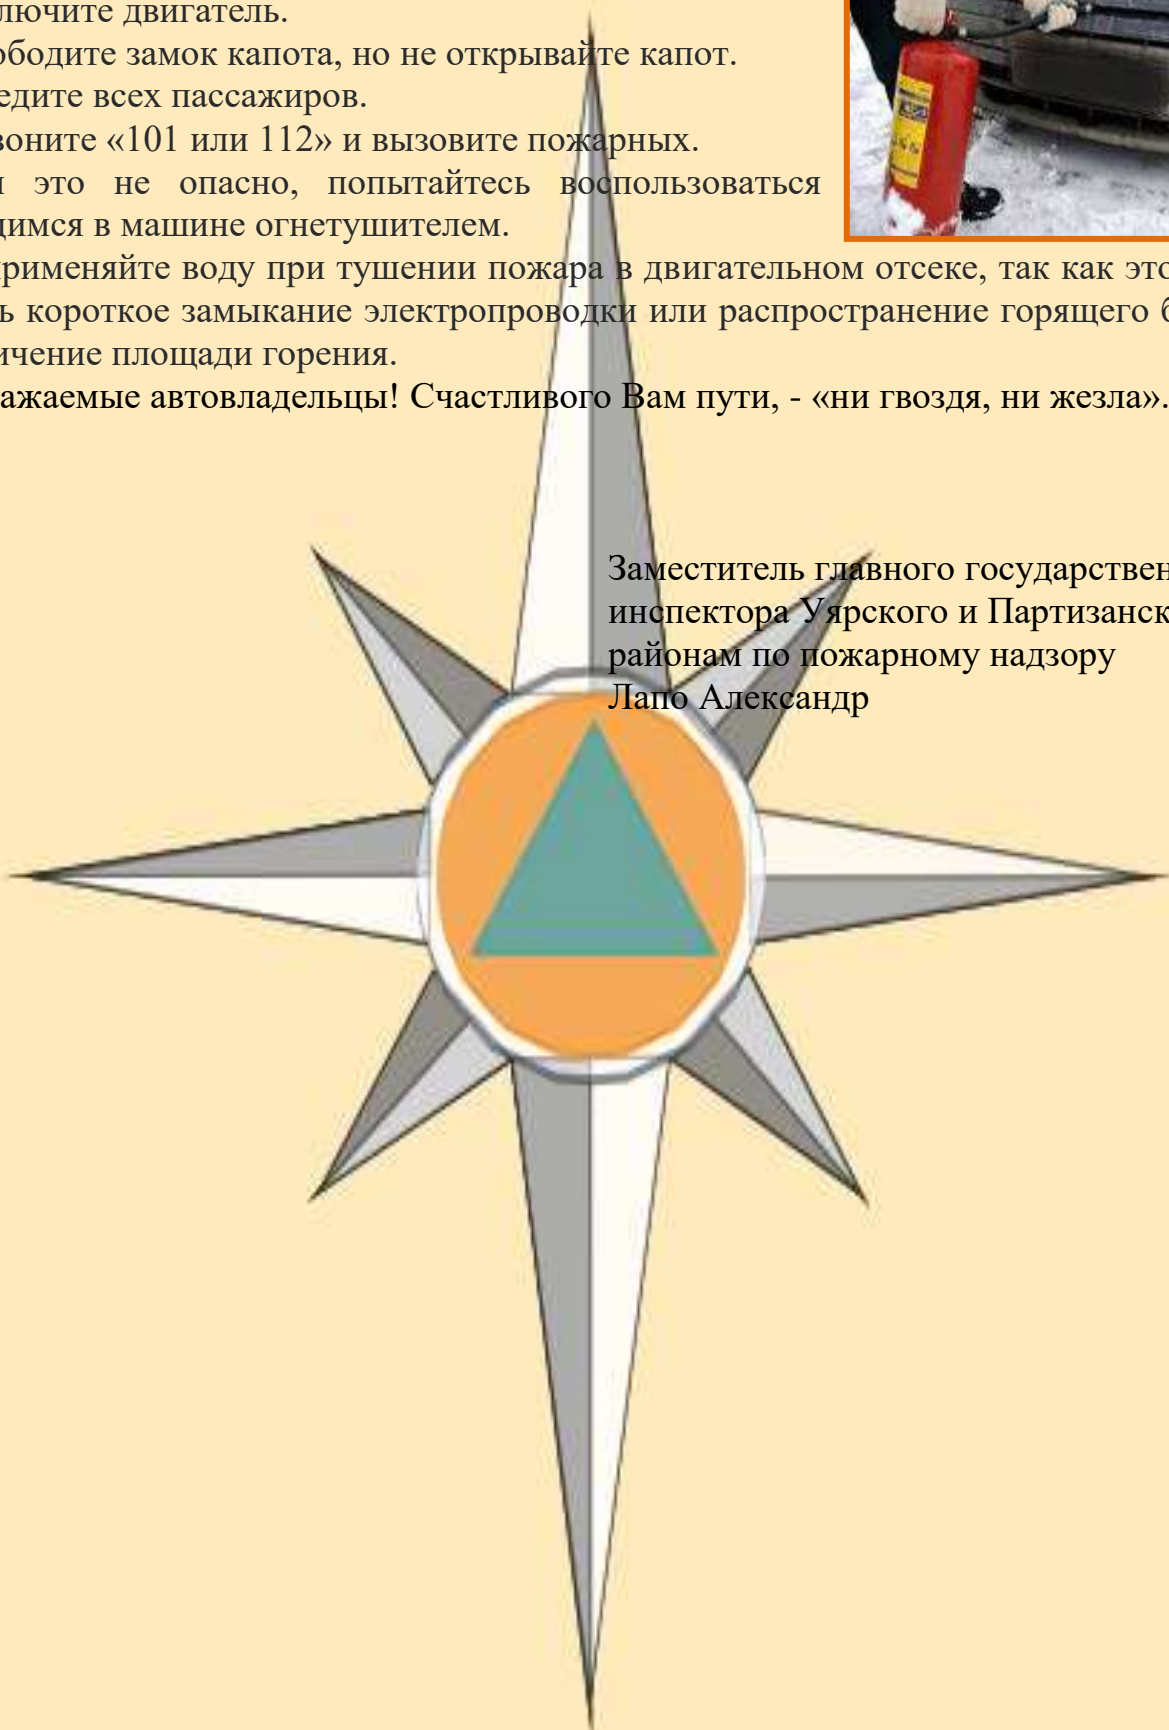 лючите двигатель.
ободите замок капота, но не открывайте капот.
едите всех пассажиров.
воните «101 или 112» и вызовите пожарных.
и это не опасно, попытайтесь воспользоваться
щимся в машине огнетушителем.
применяйте воду при тушении пожара в двигательном отсеке, так как это
ь короткое замыкание электропроводки или распространение горящего б
ичение площади горения.
ажаемые автовладельцы! Счастливого Вам пути, - «ни гвоздя, ни жезла».
Заместитель главного государствен
инспектора Уярского и Партизанск
районам по пожарному надзору
Лапо Александр